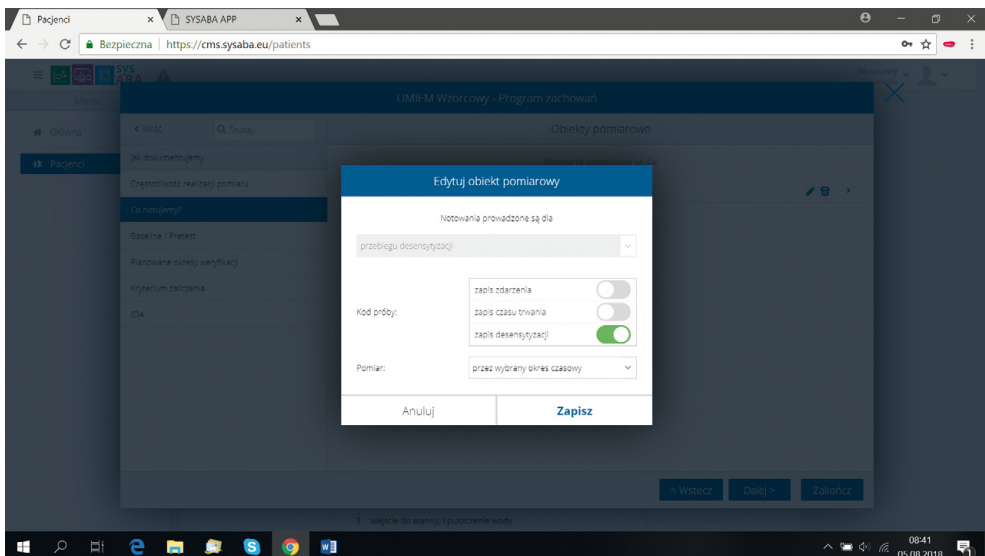 Pacjenci
SYSABA APP
Bezpieczna https://cms.sysaba.eu/patients
SYS
ABA
Wzorcowy
Menu
UMIEM Wzorcowy - Program zachowań
Główna
< Wróć
Szukaj...
Obiekty pomiarowe
Pacjenci
Jak dokumentujemy
Częstotliwość realizacji pomiaru
Co notujemy?
Baseline / Pretest
Planowane okresy weryfikacji
Kryterium zaliczenia
IOA
Edytuj obiekt pomiarowy
Notowania prowadzone są dla
przebiegu desensytyzacji
Kod próby:
zapis zdarzenia
zapis czasu trwania
zapis desensytyzacji
Pomiar:
przez wybrany okres czasowy
Anuluj
Zapisz
< Wstecz
Dalej >
Zakończ
3 wejście do wanny, i puszczenie wody.
08:41
05.08.2018